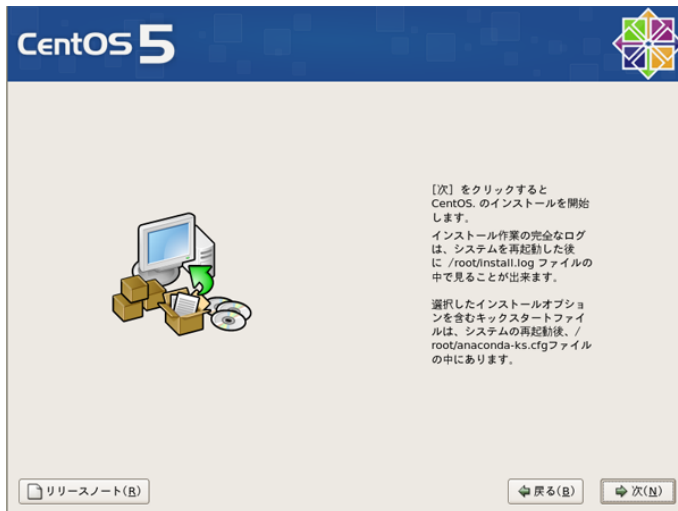 CentOS 5
[次] をクリックすると
CentOS. のインストールを開始
します。
インストール作業の完全なログ
は、システムを再起動した後
に /root/install.log ファイルの
中で見ることが出来ます。
選択したインストールオプショ
ンを含むキックスタートファイ
ルは、システムの再起動後、/
root/anaconda-ks.cfgファイル
の中にあります。
リリースノート(R)
戻る(B)
次(N)